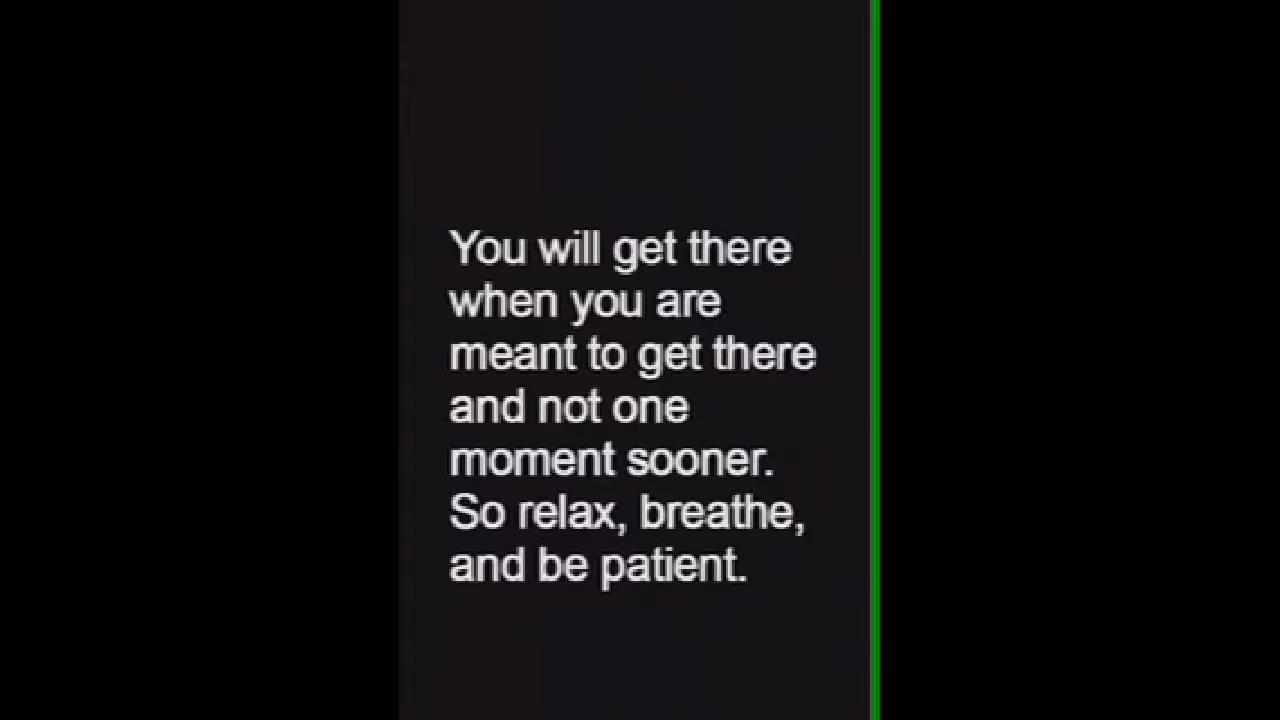 You will get there
when you are
meant to get there
and not one
moment sooner.
So relax, breathe,
and be patient.